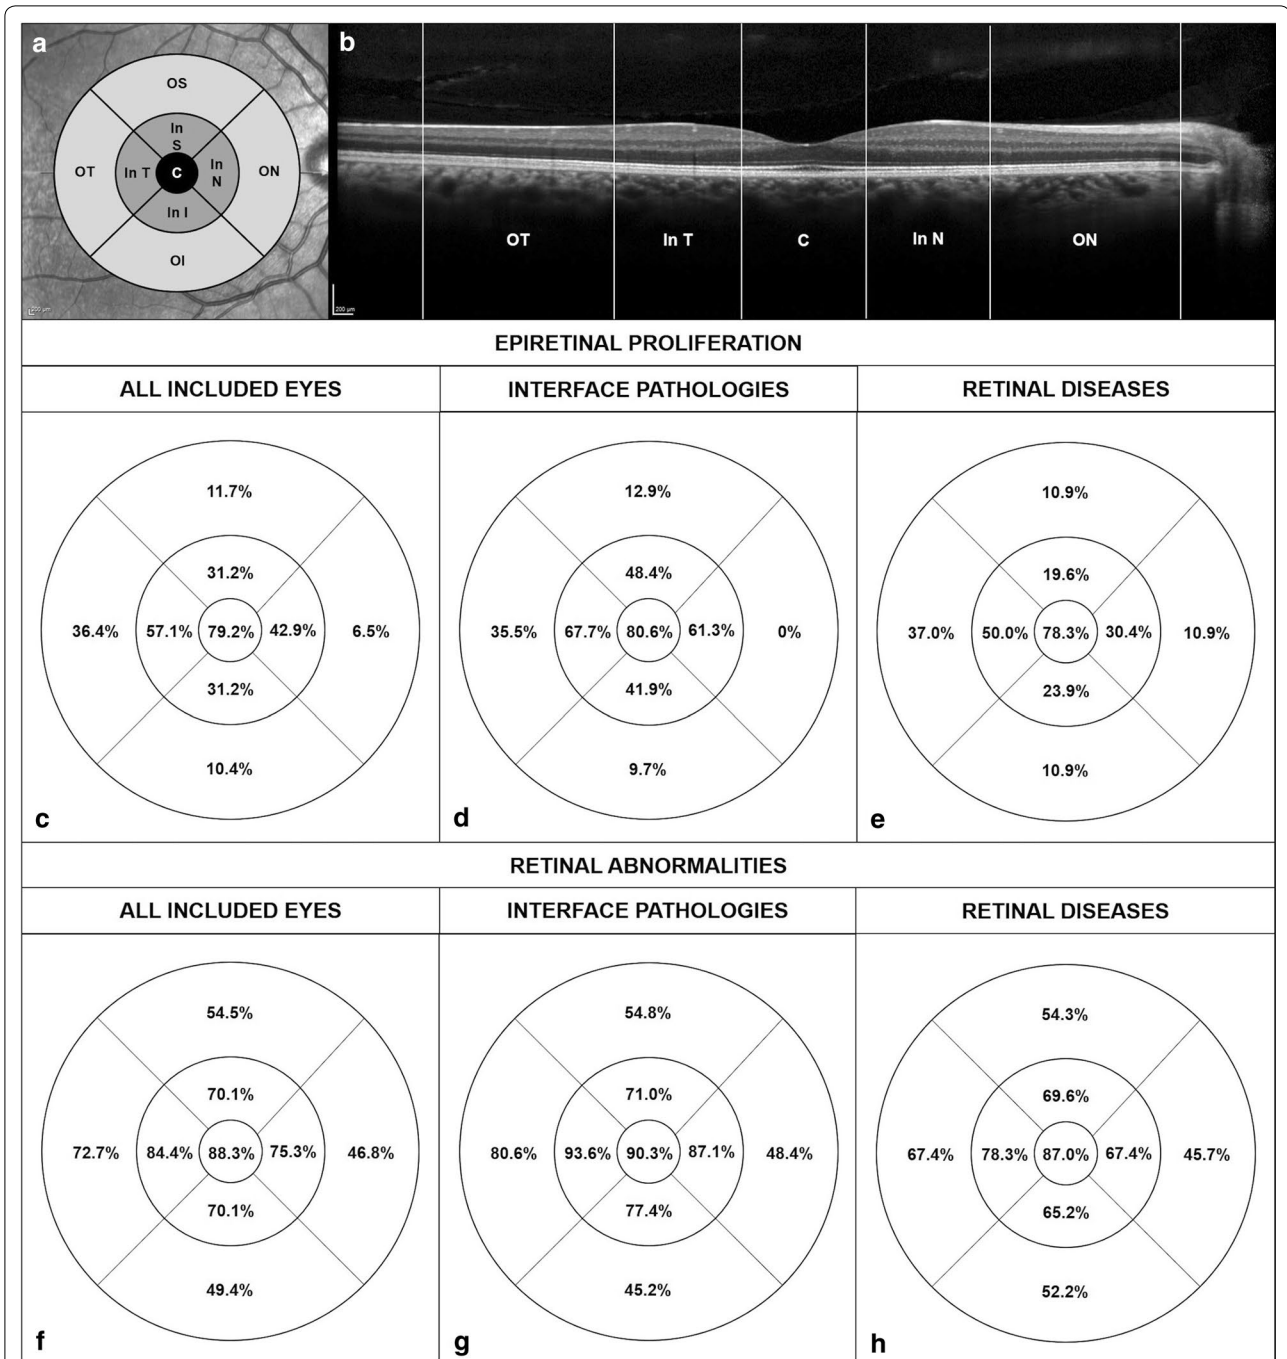 a
OS
In
S
OT
In T
C
In
N
ON
In I
OI
200 µm
b
OT
In T
C
In N
ON
200 µm
EPIRETINAL PROLIFERATION
ALL INCLUDED EYES
INTERFACE PATHOLOGIES
RETINAL DISEASES
11.7%
31.2%
36.4% 57.1% 79.2% 42.9% 6.5%
31.2%
10.4%
c
12.9%
48.4%
35.5% 67.7% 80.6% 61.3% 0%
41.9%
9.7%
d
10.9%
19.6%
37.0% 50.0% 78.3% 30.4% 10.9%
23.9%
10.9%
e
RETINAL ABNORMALITIES
ALL INCLUDED EYES
INTERFACE PATHOLOGIES
RETINAL DISEASES
54.5%
70.1%
72.7% 84.4% 88.3% 75.3% 46.8%
70.1%
49.4%
f
54.8%
71.0%
80.6% 93.6% 90.3% 87.1% 48.4%
77.4%
45.2%
g
54.3%
69.6%
67.4% 78.3% 87.0% 67.4% 45.7%
65.2%
52.2%
h